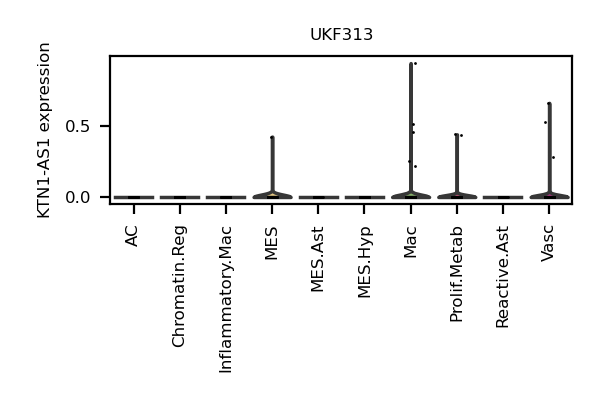 UKF313
KTN1-AS1 expression
0.5
0.0
AC
Chromatin.Reg
Inflammatory.Mac
MES
MES.Ast
MES.Hyp
Mac
Prolif.Metab
Reactive.Ast
Vasc